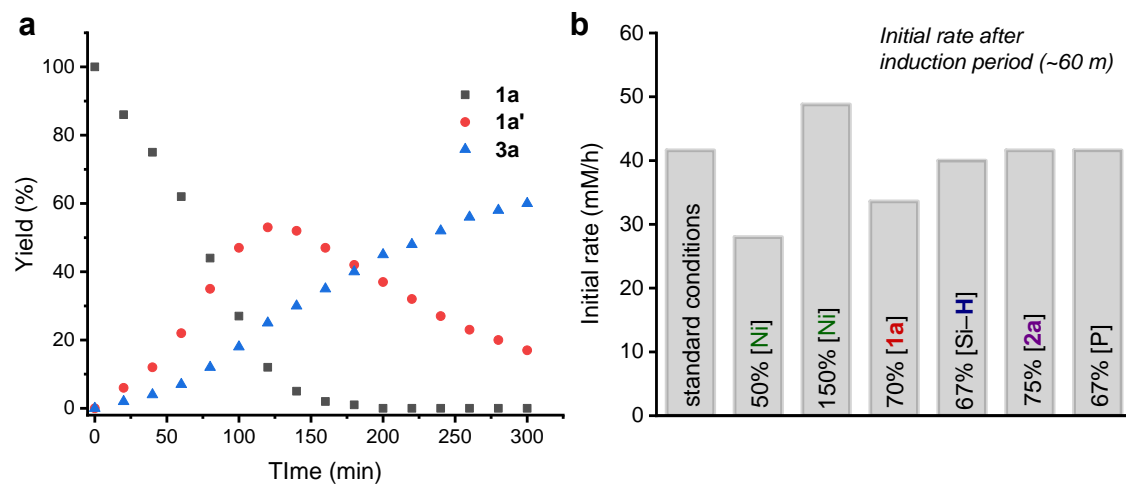 a
100
80
60
40
20
0
Yield (%)
1a
1a'
3a
0
50
100
150
200
250
300
TIme (min)
b
Initial rate after
induction period (~60 m)
60
50
40
30
20
10
0
Initial rate (mM/h)
standard conditions
50% [Ni]
150% [Ni]
70% [1a]
67% [Si–H]
75% [2a]
67% [P]